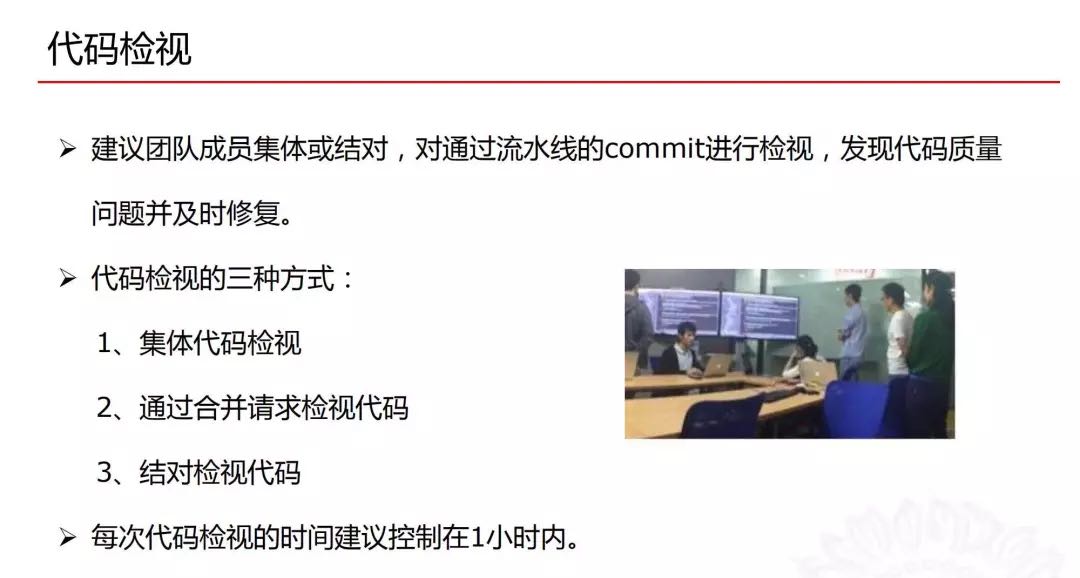 代码检视
➢ 建议团队成员集体或结对，对通过流水线的commit进行检视，发现代码质量
问题并及时修复。
➢ 代码检视的三种方式：
1、集体代码检视
2、通过合并请求检视代码
3、结对检视代码
➢ 每次代码检视的时间建议控制在1小时内。